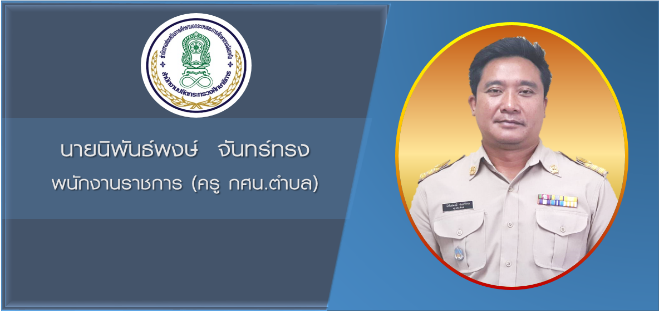 นายนิพันธ์พงษ์ จันทร์ทรง
พนักงานราชการ (ครู กศน.ตำบล)